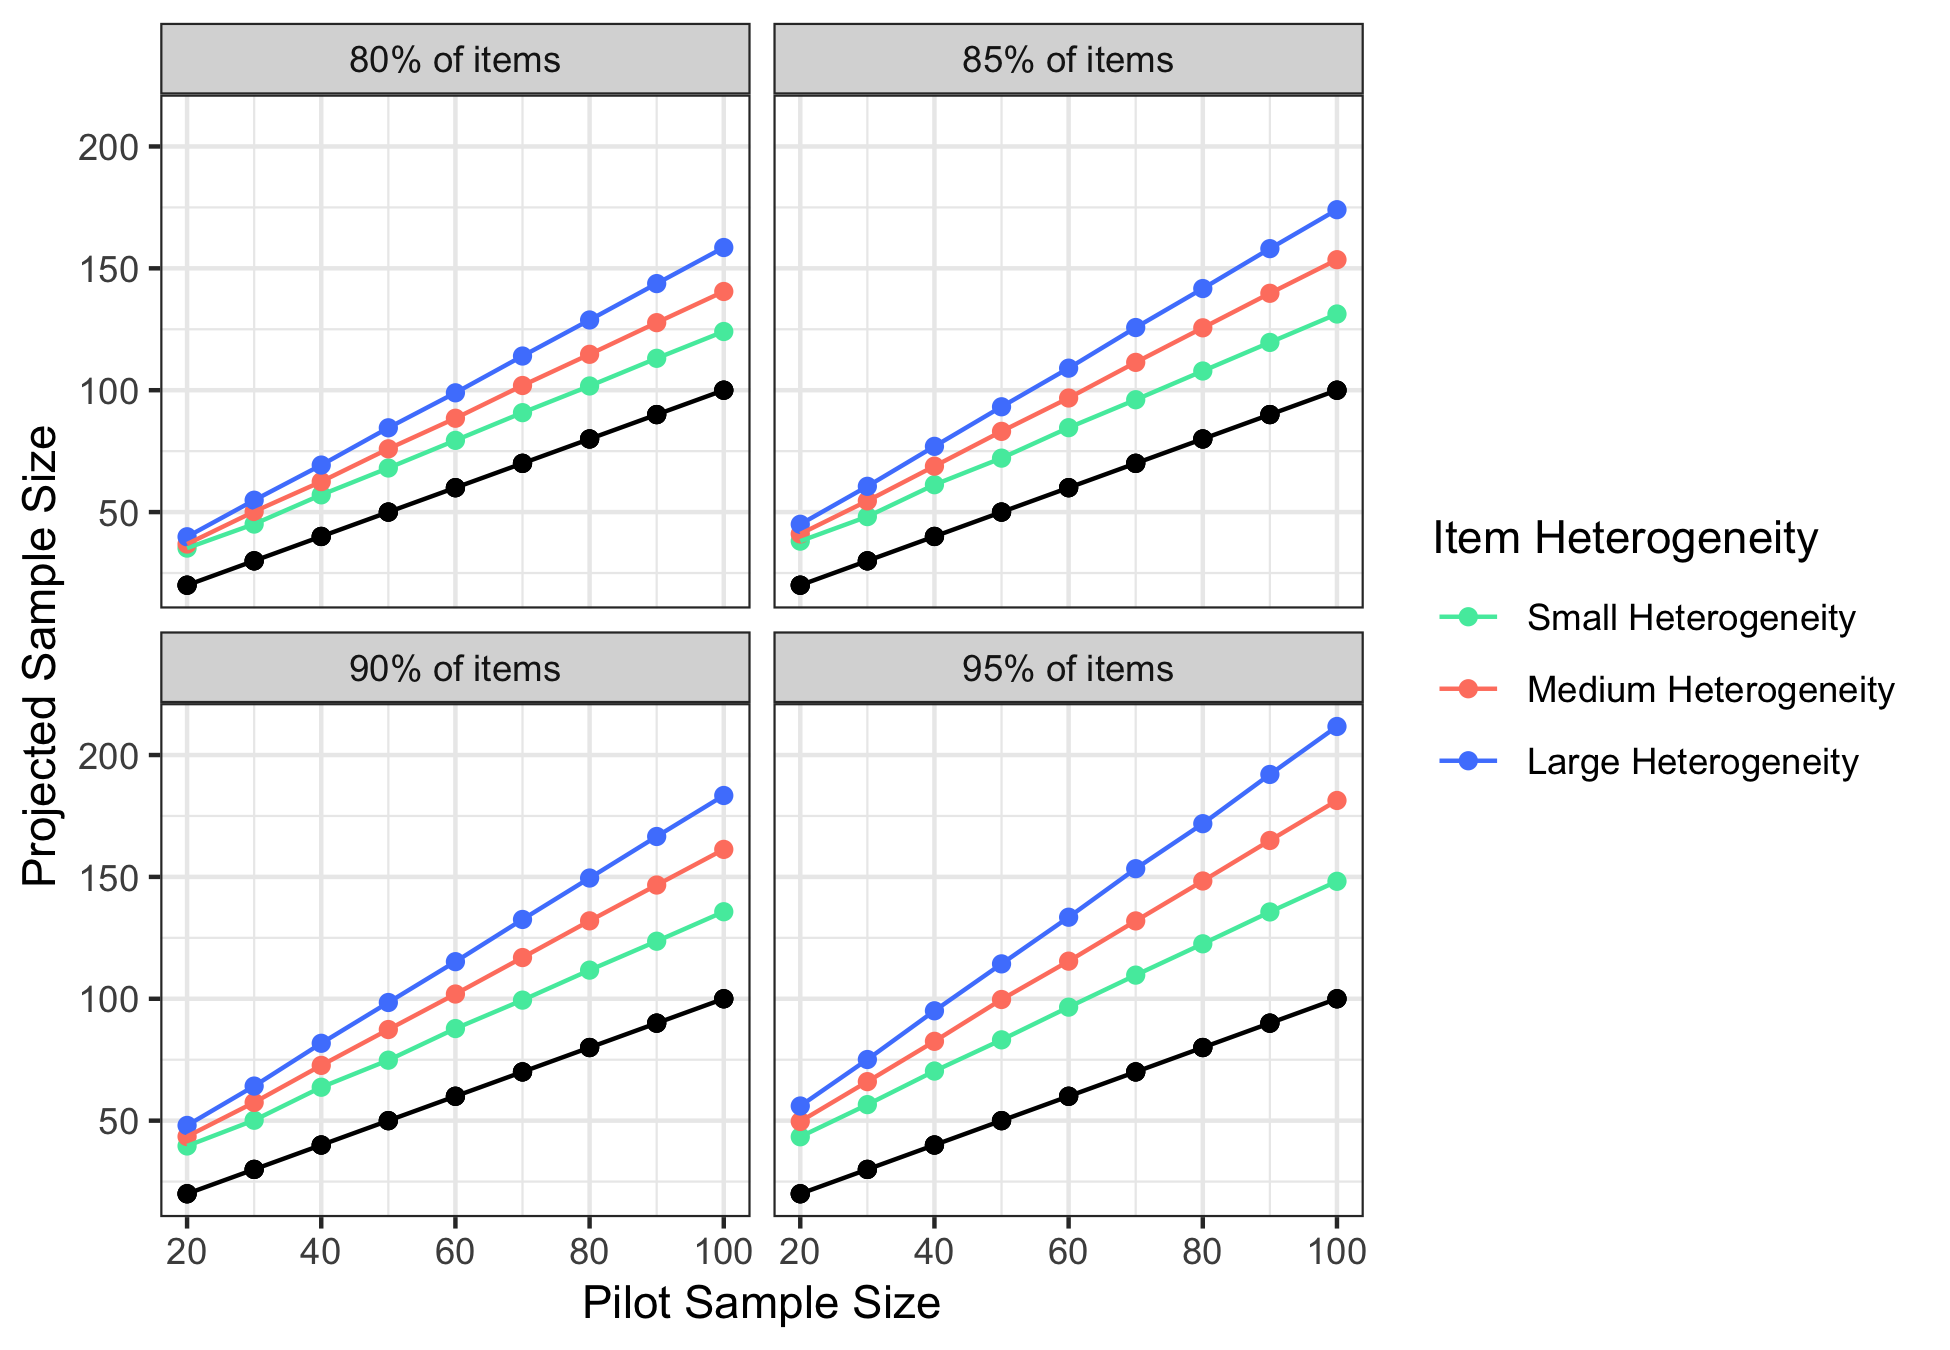 80% of items
85% of items
200
150
100
50
90% of items
95% of items
200
150
100
50
20 40 60 80 100 20 40 60 80 100
Pilot Sample Size
Projected Sample Size
Item Heterogeneity
Small Heterogeneity
Medium Heterogeneity
Large Heterogeneity